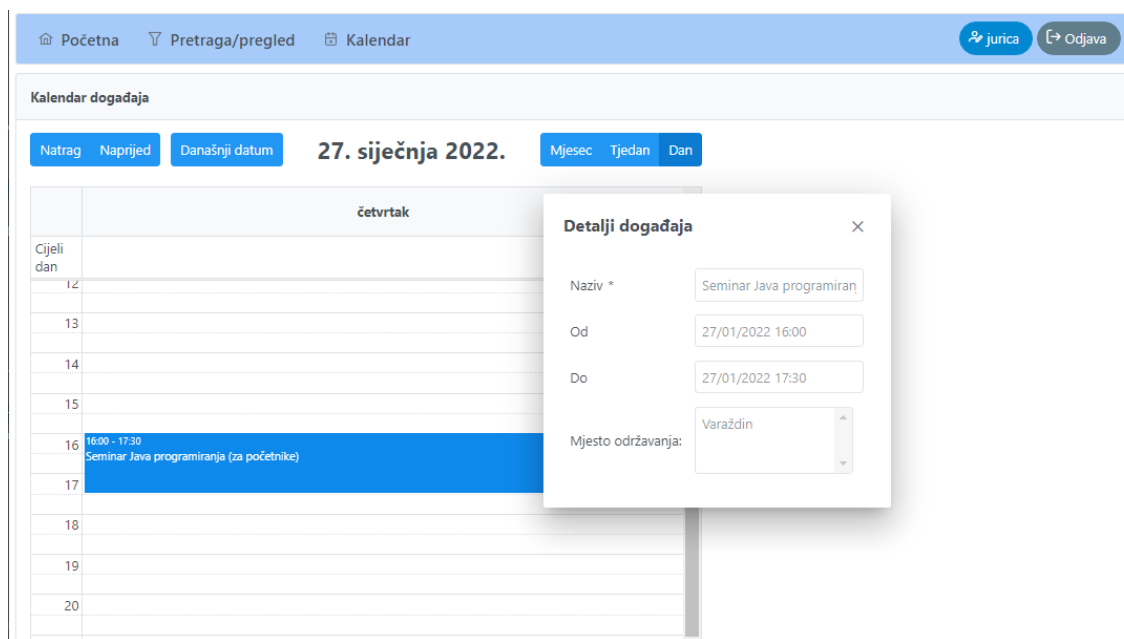 Početna Pretraga/pregled Kalendar jurica Odjava
Kalendar događaja
Natrag Naprijed Današnji datum 27. siječnja 2022. Mjesec Tjedan Dan
četvrtak
Cijeli
dan
12
13
14
15
16
16:00 - 17:30
Seminar Java programiranja (za početnike)
17
18
19
20
Detalji događaja
Naziv * Seminar Java programiran
Od 27/01/2022 16:00
Do 27/01/2022 17:30
Mjesto održavanja: Varaždin